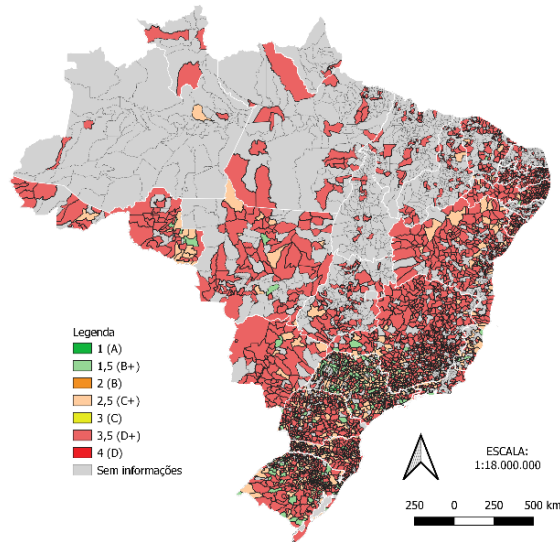 Legenda
1 (A)
1,5 (B+)
2 (B)
2,5 (C+)
3 (C)
3,5 (D+)
4 (D)
Sem informações
ESCALA:
1:18.000.000
250 0 250 500 km